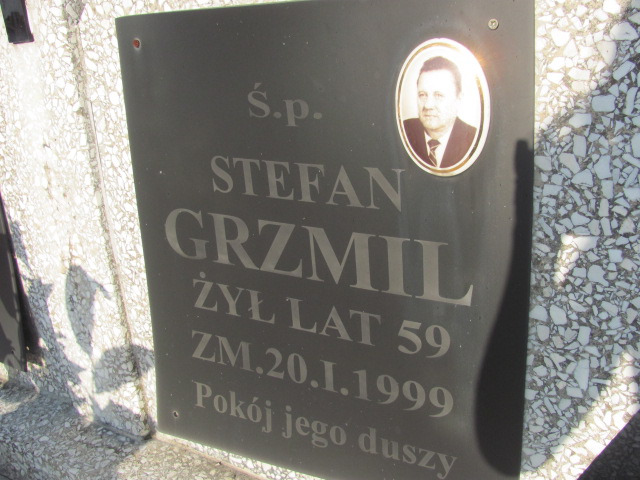 Ś.p.
STEFAN
GRZMIL
ŻYŁ LAT 59
ZM.20.I.1999
Pokój jego duszy